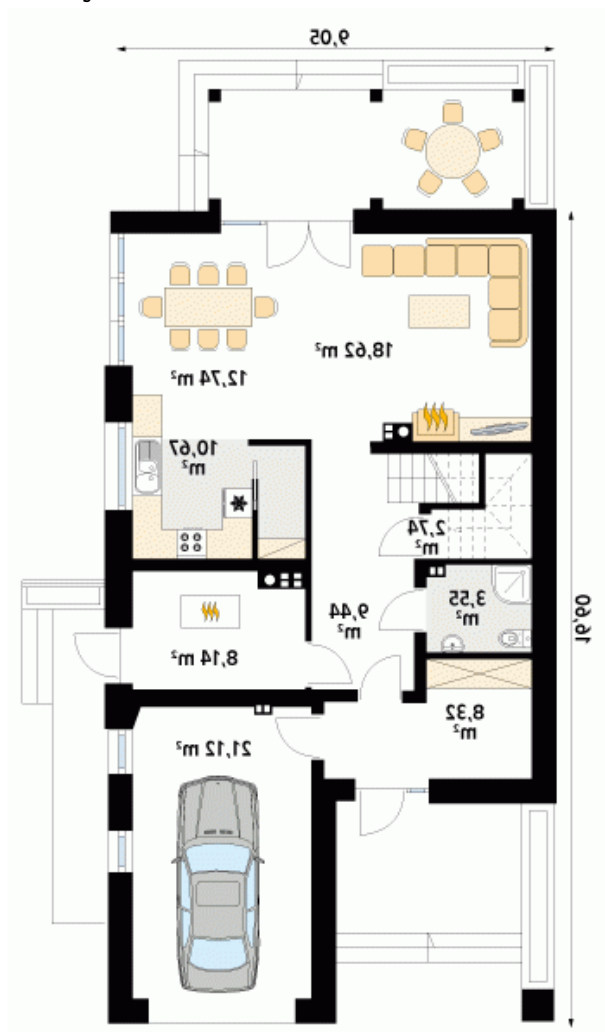 9,05
18,62 m²
12,74 m²
10,67
m²
2,74
m²
3,55
m²
9,44
m²
16,60
8,14 m²
8,32
m²
21,12 m²